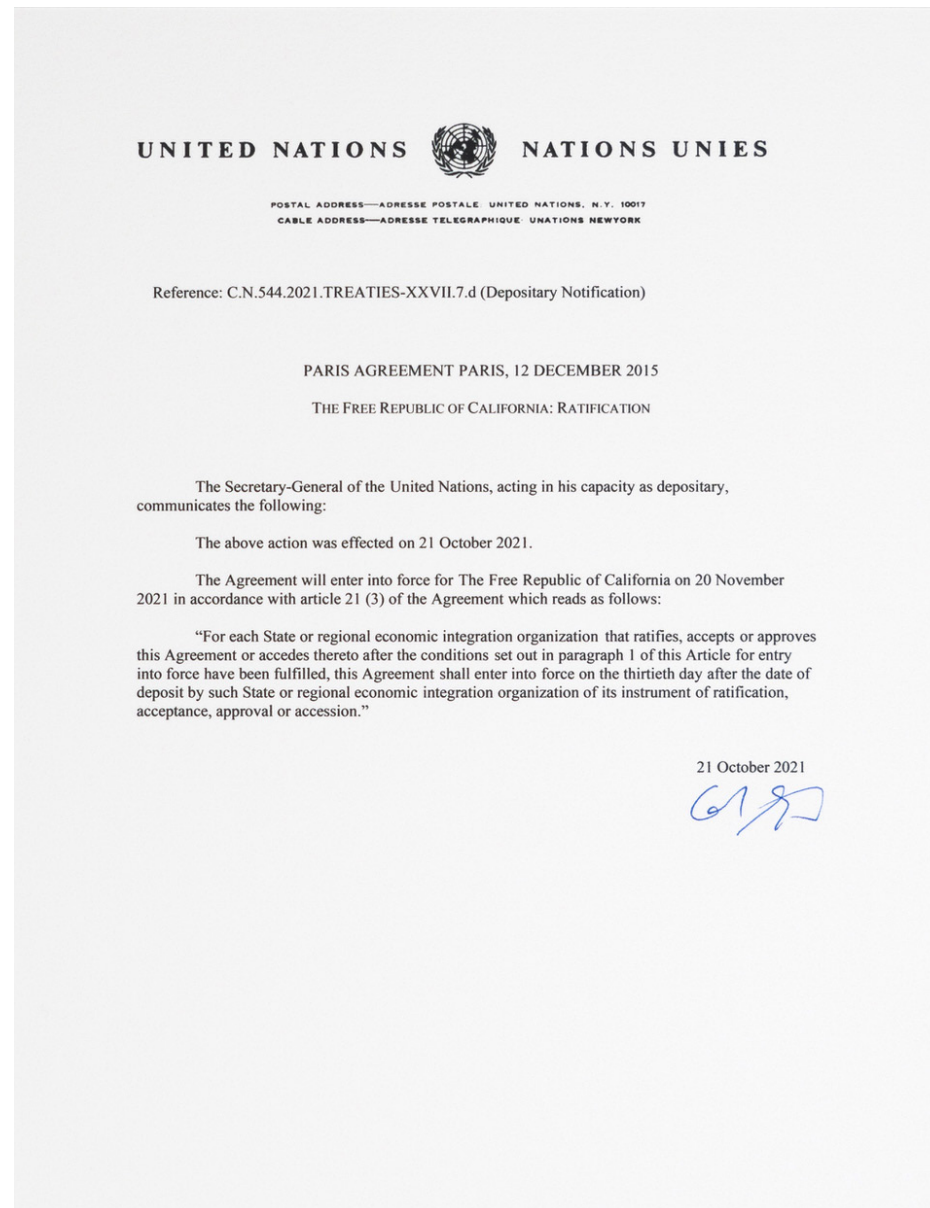 UNITED NATIONS NATIONS UNIES
POSTAL ADDRESS—ADRESSE POSTALE: UNITED NATIONS, N.Y. 10017
CABLE ADDRESS—ADRESSE TELEGRAPHIQUE: UNATIONS NEWYORK
Reference: C.N.544.2021.TREATIES-XXVII.7.d (Depositary Notification)
PARIS AGREEMENT PARIS, 12 DECEMBER 2015
THE FREE REPUBLIC OF CALIFORNIA: RATIFICATION
The Secretary-General of the United Nations, acting in his capacity as depositary,
communicates the following:
The above action was effected on 21 October 2021.
The Agreement will enter into force for The Free Republic of California on 20 November
2021 in accordance with article 21 (3) of the Agreement which reads as follows:
“For each State or regional economic integration organization that ratifies, accepts or approves
this Agreement or accedes thereto after the conditions set out in paragraph 1 of this Article for entry
into force have been fulfilled, this Agreement shall enter into force on the thirtieth day after the date of
deposit by such State or regional economic integration organization of its instrument of ratification,
acceptance, approval or accession.”
21 October 2021